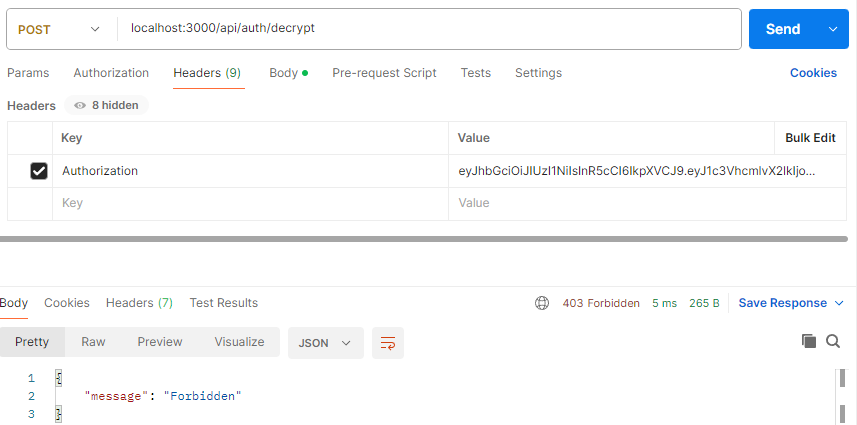 POST localhost:3000/api/auth/decrypt Send
Params Authorization Headers (9) Body Pre-request Script Tests Settings Cookies
Headers 8 hidden
Key Value Bulk Edit
Authorization eyJhbGciOiJIUzI1NiIsInR5cCI6IkpXVCJ9.eyJ1c3VhcmlvX2lkIjo...
Key Value
Body Cookies Headers (7) Test Results 403 Forbidden 5 ms 265 B Save Response
Pretty Raw Preview Visualize JSON
1 {
2 "message": "Forbidden"
3 }